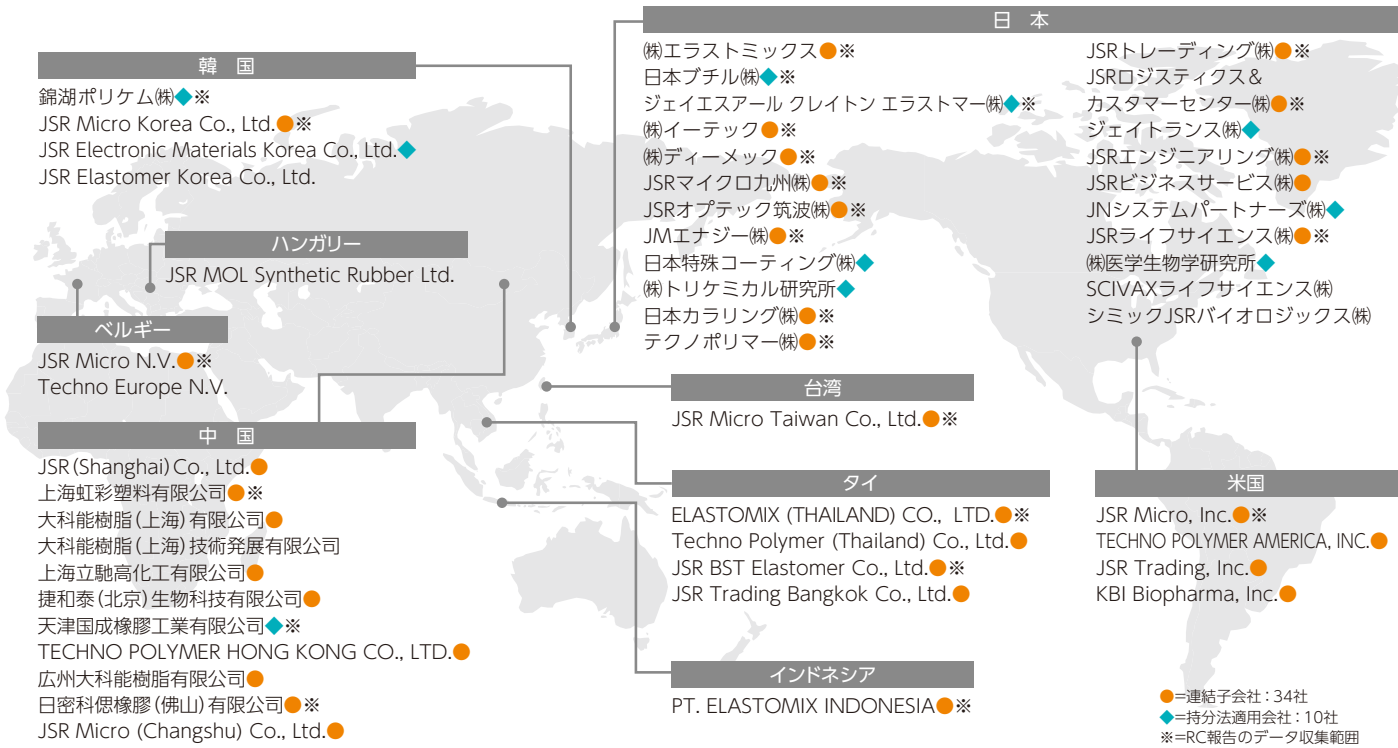 韓 国
錦湖ポリケム㈱◆※
JSR Micro Korea Co., Ltd.●※
JSR Electronic Materials Korea Co., Ltd.◆
JSR Elastomer Korea Co., Ltd.
ハンガリー
JSR MOL Synthetic Rubber Ltd.
ベルギー
JSR Micro N.V.●※
Techno Europe N.V.
中 国
JSR (Shanghai) Co., Ltd.●
上海虹彩塑料有限公司●※
大科能樹脂(上海)有限公司●
大科能樹脂(上海)技術発展有限公司
上海立馳高化工有限公司●
捷和泰(北京)生物科技有限公司●
天津国成橡膠工業有限公司◆※
TECHNO POLYMER HONG KONG CO., LTD.●
広州大科能樹脂有限公司●
日密科偲橡膠(佛山)有限公司●※
JSR Micro (Changshu) Co., Ltd.●
日 本
㈱エラストミックス●※
日本ブチル㈱◆※
ジェイエスアール クレイトン エラストマー㈱◆※
㈱イーテック●※
㈱ディーメック●※
JSRマイクロ九州㈱●※
JSRオプテック筑波㈱●※
JMエナジー㈱●※
日本特殊コーティング㈱◆
㈱トリケミカル研究所◆
日本カラリング㈱●※
テクノポリマー㈱●※
JSRトレーディング㈱●※
JSRロジスティクス＆
カスタマーセンター㈱●※
ジェイトランス㈱◆
JSRエンジニアリング㈱●※
JSRビジネスサービス㈱●
JNシステムパートナーズ㈱◆
JSRライフサイエンス㈱●※
㈱医学生物学研究所◆
SCIVAXライフサイエンス㈱
シミックJSRバイオロジックス㈱
台湾
JSR Micro Taiwan Co., Ltd.●※
タイ
ELASTOMIX (THAILAND) CO., LTD.●※
Techno Polymer (Thailand) Co., Ltd.●
JSR BST Elastomer Co., Ltd.●※
JSR Trading Bangkok Co., Ltd.●
インドネシア
PT. ELASTOMIX INDONESIA●※
米国
JSR Micro, Inc.●※
TECHNO POLYMER AMERICA, INC.●
JSR Trading, Inc.●
KBI Biopharma, Inc.●
●=連結子会社：34社
◆=持分法適用会社：10社
※=RC報告のデータ収集範囲